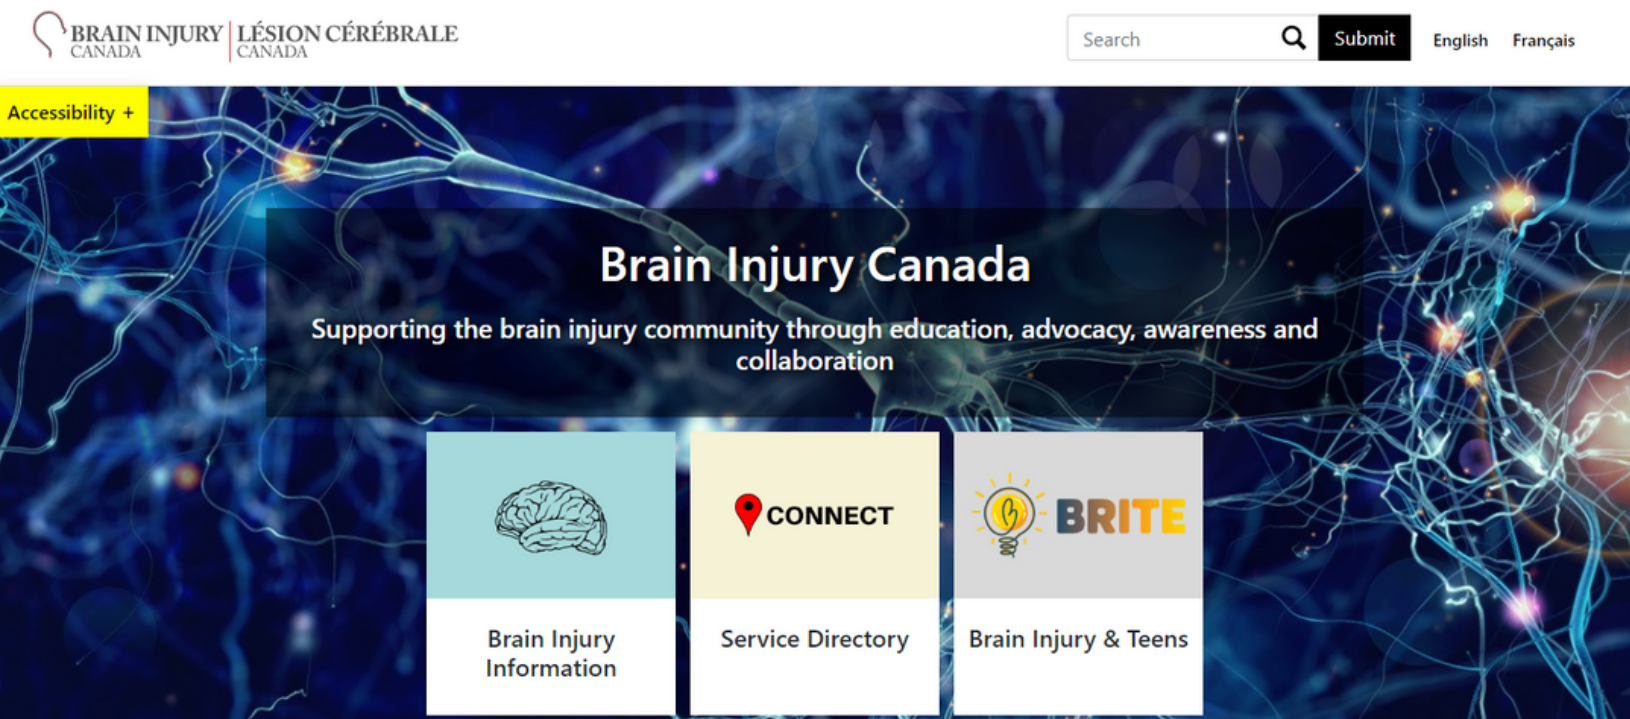 BRAIN INJURY
CANADA
LÉSION CÉRÉBRALE
CANADA
Search
Submit
English
Français
Accessibility +
Brain Injury Canada
Supporting the brain injury community through education, advocacy, awareness and
collaboration
CONNECT
BRITE
Brain Injury
Information
Service Directory
Brain Injury & Teens